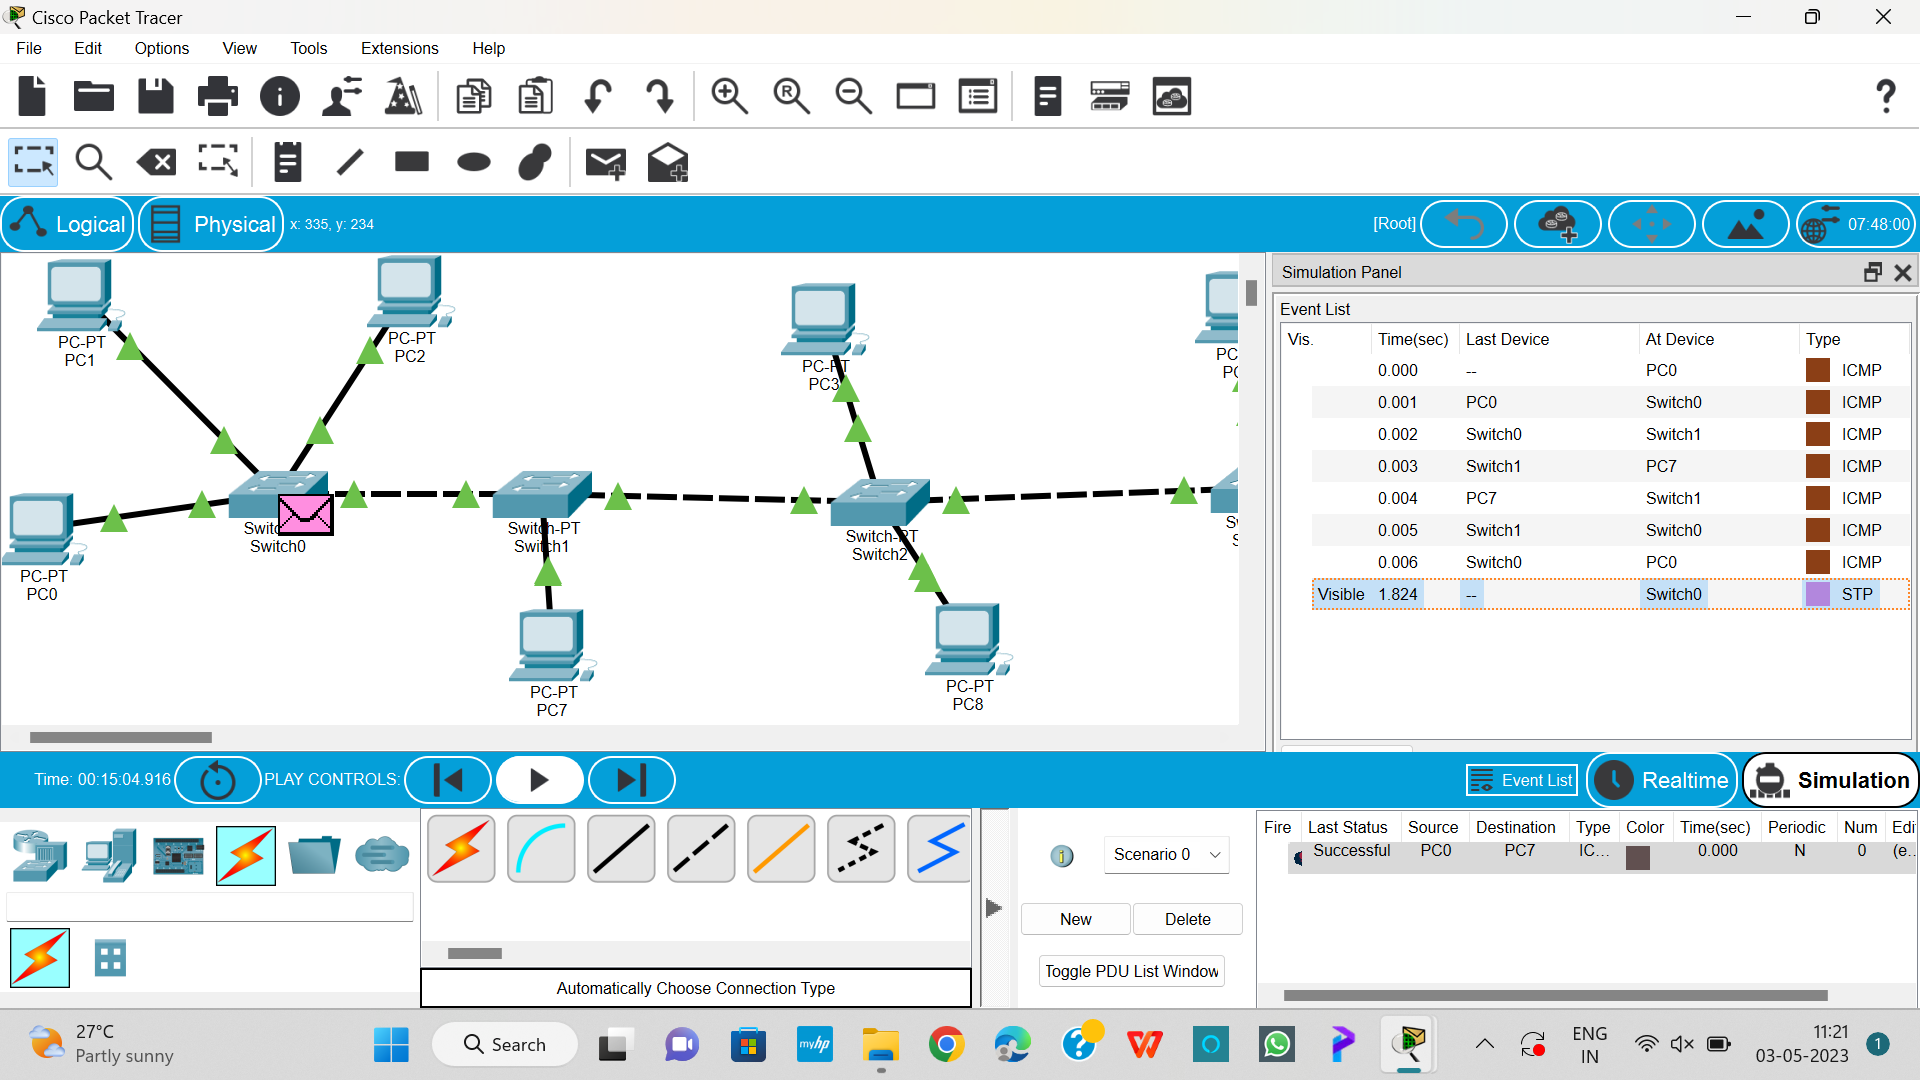 Cisco Packet Tracer
File Edit Options View Tools Extensions Help
R
?
Logical Physical x: 335, y: 234 [Root] 07:48:00
Simulation Panel
Event List
Vis. Time(sec) Last Device At Device Type
0.000 -- PC0 ICMP
0.001 PC0 Switch0 ICMP
0.002 Switch0 Switch1 ICMP
0.003 Switch1 PC7 ICMP
0.004 PC7 Switch1 ICMP
0.005 Switch1 Switch0 ICMP
0.006 Switch0 PC0 ICMP
Visible 1.824 -- Switch0 STP
PC-PT
PC1
PC-PT
PC2
PC-PT
PC3
PC
PC
Switch0
Switch-PT
Switch1
Switch-PT
Switch2
PC-PT
PC0
PC-PT
PC7
PC-PT
PC8
Time: 00:15:04.916 PLAY CONTROLS: Event List Realtime Simulation
Scenario 0
New Delete
Toggle PDU List Window
Automatically Choose Connection Type
Fire Last Status Source Destination Type Color Time(sec) Periodic Num Edi
Successful PC0 PC7 IC... 0.000 N 0 (e..
27°C
Partly sunny
Search
myhp
ENG
IN
11:21
03-05-2023
1